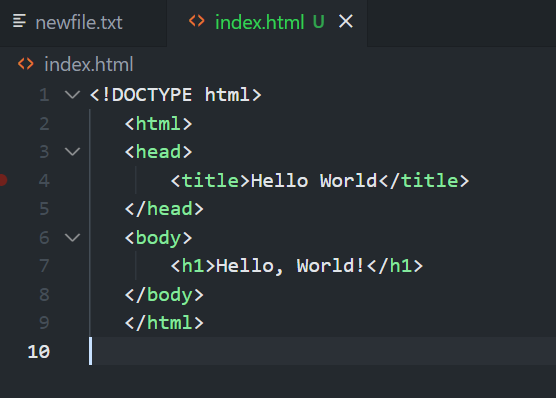 newfile.txt index.html U
index.html
1 <!DOCTYPE html>
2 <html>
3 <head>
4 <title>Hello World</title>
5 </head>
6 <body>
7 <h1>Hello, World!</h1>
8 </body>
9 </html>
10